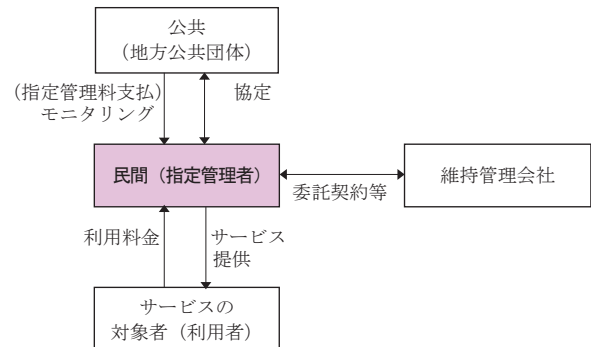 公共
（地方公共団体）
（指定管理料支払）
モニタリング
協定
民間（指定管理者）
委託契約等
維持管理会社
利用料金
サービス
提供
サービスの
対象者（利用者）